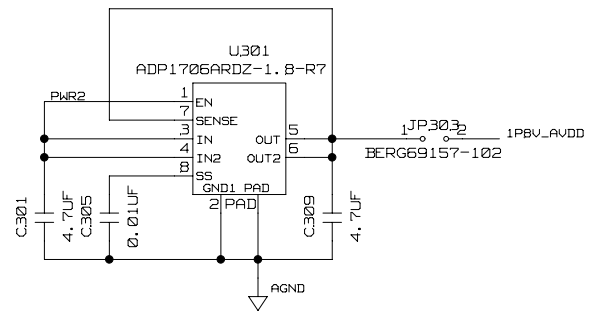 U301
ADP1706ARDZ-1.8-R7
PWR2
1
EN
7
SENSE
3
IN
OUT
5
4
IN2
OUT2
6
8
SS
GND1 PAD
2 PAD
1 JP303 2
1P8V_AVDD
BERG69157-102
C301
4.7UF
C305
0.01UF
C309
4.7UF
AGND